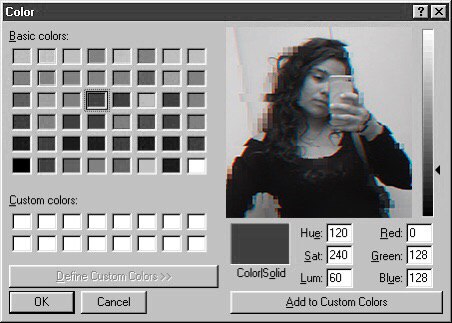 Color
Basic colors:
Custom colors:
Define Custom Colors >>
OK
Cancel
Color|Solid
Hue: 120
Sat: 240
Lum: 60
Red: 0
Green: 128
Blue: 128
Add to Custom Colors